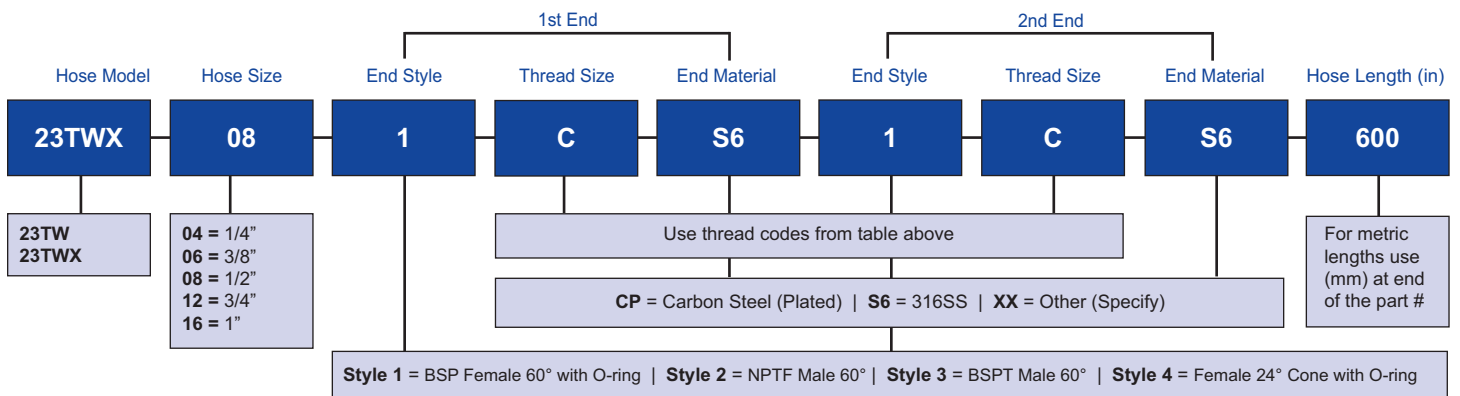 1st End
2nd End
Hose Model
Hose Size
End Style
Thread Size
End Material
End Style
Thread Size
End Material
Hose Length (in)
23TWX
08
1
C
S6
1
C
S6
600
23TW
23TWX
04 = 1/4”
06 = 3/8”
08 = 1/2”
12 = 3/4”
16 = 1”
Use thread codes from table above
For metric
lengths use
(mm) at end
of the part #
CP = Carbon Steel (Plated) | S6 = 316SS | XX = Other (Specify)
Style 1 = BSP Female 60° with O-ring | Style 2 = NPTF Male 60° | Style 3 = BSPT Male 60° | Style 4 = Female 24° Cone with O-ring